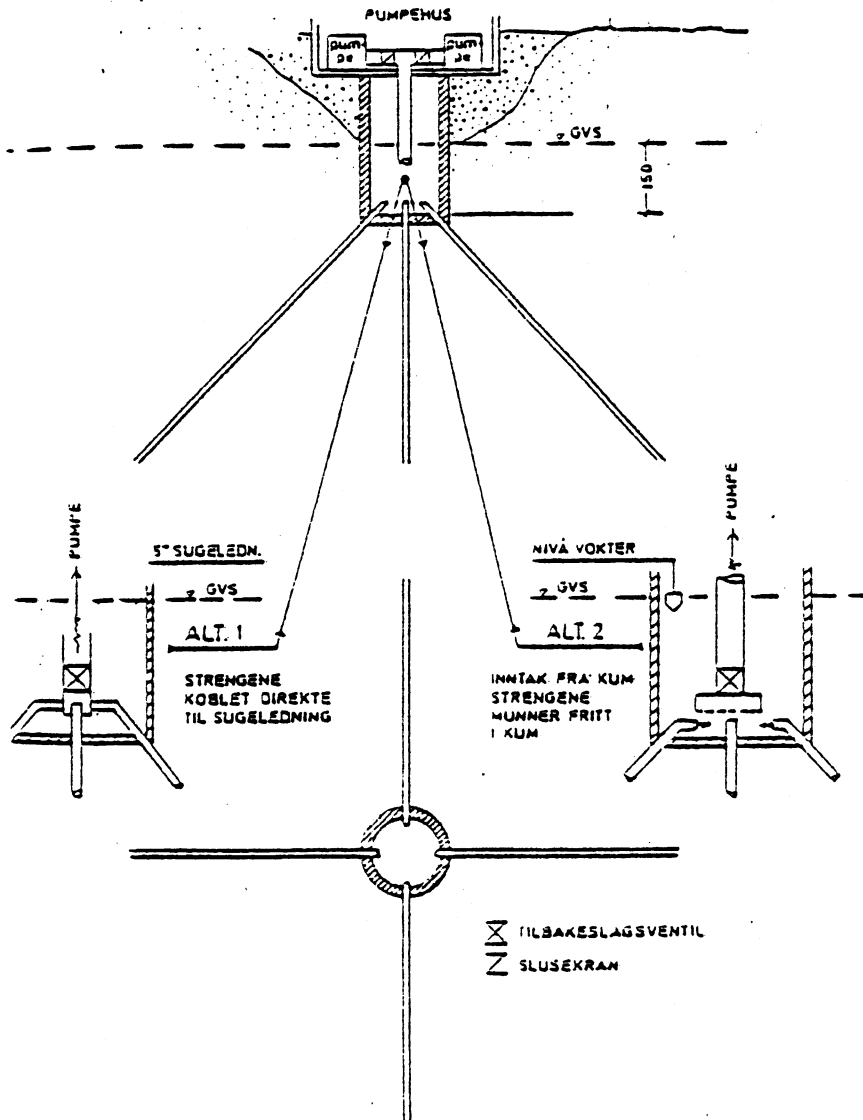 PUMPEHUS
pum-
pe
pum-
pe
GVS
150
PUMPE
5" SUGELEDN.
GVS
ALT. 1
STRENGENE
KOBLET DIREKTE
TIL SUGELEDNING
PUMPE
NIVÅ VOKTER
GVS
ALT. 2
INNTAK FRA KUM
STRENGENE
MUNNER FRITT
I KUM
TILBAKESLAGSVENTIL
SLUSEKRAN